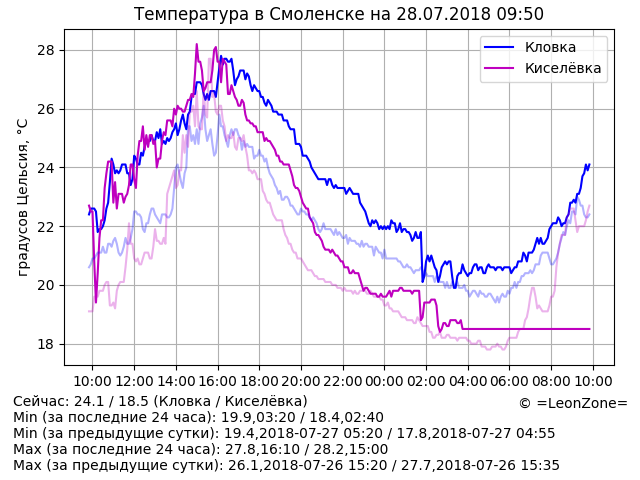 Температура в Смоленске на 28.07.2018 09:50
Кловка
Киселёвка
градусов Цельсия, °C
28
26
24
22
20
18
10:00 12:00 14:00 16:00 18:00 20:00 22:00 00:00 02:00 04:00 06:00 08:00 10:00
Сейчас: 24.1 / 18.5 (Кловка / Киселёвка)
© =LeonZone=
Min (за последние 24 часа): 19.9,03:20 / 18.4,02:40
Min (за предыдущие сутки): 19.4,2018-07-27 05:20 / 17.8,2018-07-27 04:55
Max (за последние 24 часа): 27.8,16:10 / 28.2,15:00
Max (за предыдущие сутки): 26.1,2018-07-26 15:20 / 27.7,2018-07-26 15:35